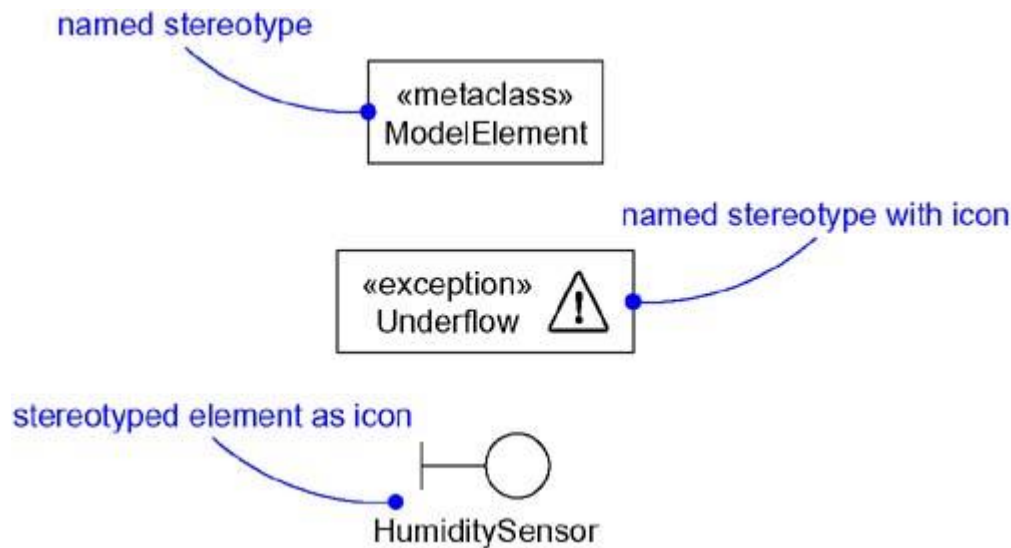 named stereotype
«metaclass»
ModelElement
named stereotype with icon
«exception»
Underflow
stereotyped element as icon
HumiditySensor